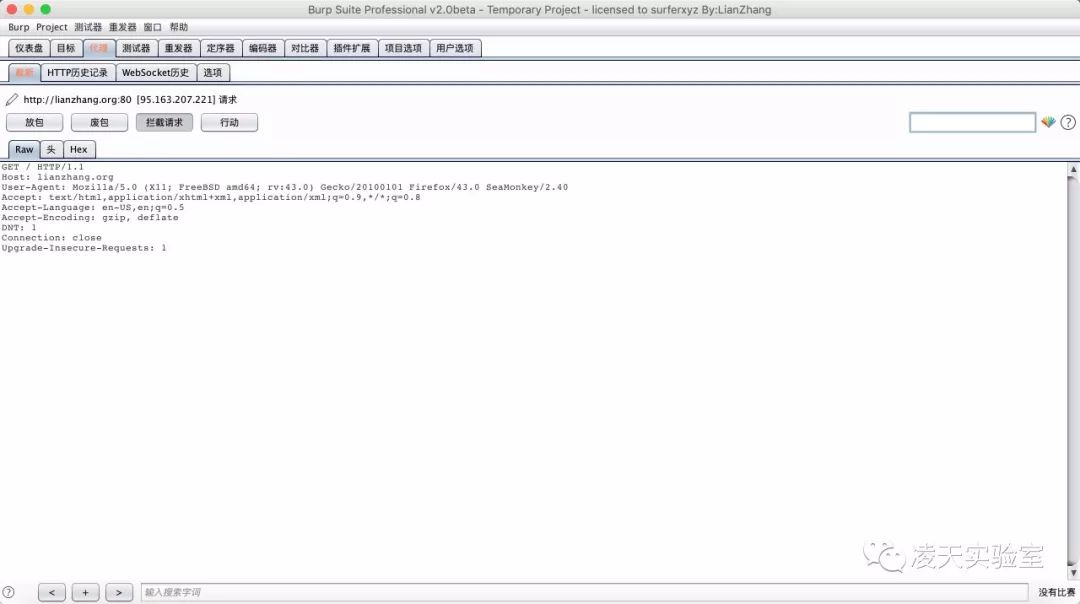 Burp Suite Professional v2.0beta - Temporary Project - licensed to surferxyz By:LianZhang
Burp Project 测试器 重发器 窗口 帮助
仪表盘 目标 代理 测试器 重发器 定序器 编码器 对比器 插件扩展 项目选项 用户选项
截断 HTTP历史记录 WebSocket历史 选项
http://lianzhang.org:80 [95.163.207.221] 请求
放包 废包 拦截请求 行动
?
Raw 头 Hex
GET / HTTP/1.1
Host: lianzhang.org
User-Agent: Mozilla/5.0 (X11; FreeBSD amd64; rv:43.0) Gecko/20100101 Firefox/43.0 SeaMonkey/2.40
Accept: text/html,application/xhtml+xml,application/xml;q=0.9,*/*;q=0.8
Accept-Language: en-US,en;q=0.5
Accept-Encoding: gzip, deflate
DNT: 1
Connection: close
Upgrade-Insecure-Requests: 1
凌天实验室
? < + > 输入搜索字词 没有比赛